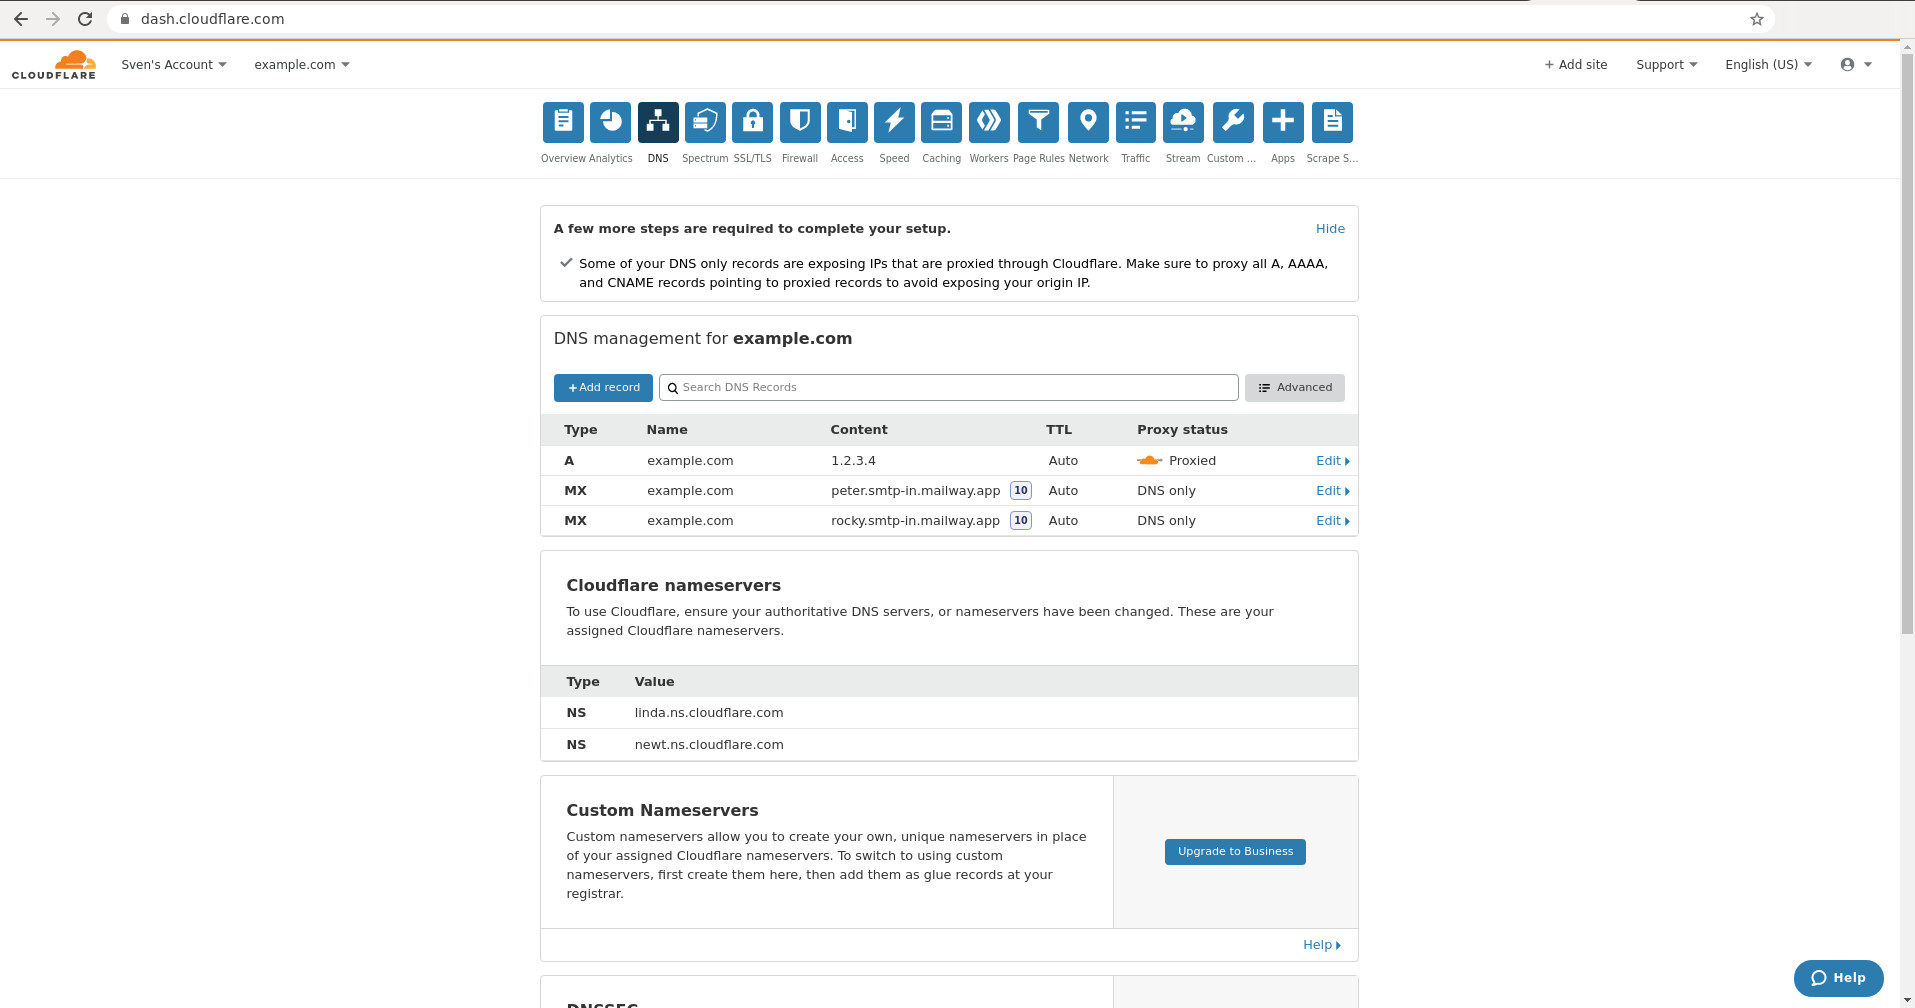 dash.cloudflare.com
CLOUDFLARE
Sven's Account
example.com
+ Add site
Support
English (US)
Overview
Analytics
DNS
Spectrum
SSL/TLS
Firewall
Access
Speed
Caching
Workers
Page Rules
Network
Traffic
Stream
Custom ...
Apps
Scrape S...
A few more steps are required to complete your setup.
Hide
Some of your DNS only records are exposing IPs that are proxied through Cloudflare. Make sure to proxy all A, AAAA,
and CNAME records pointing to proxied records to avoid exposing your origin IP.
DNS management for example.com
+Add record
Search DNS Records
Advanced
Type Name Content TTL Proxy status
A example.com 1.2.3.4 Auto Proxied Edit
MX example.com peter.smtp-in.mailway.app 10 Auto DNS only Edit
MX example.com rocky.smtp-in.mailway.app 10 Auto DNS only Edit
Cloudflare nameservers
To use Cloudflare, ensure your authoritative DNS servers, or nameservers have been changed. These are your
assigned Cloudflare nameservers.
Type Value
NS linda.ns.cloudflare.com
NS newt.ns.cloudflare.com
Custom Nameservers
Custom nameservers allow you to create your own, unique nameservers in place
of your assigned Cloudflare nameservers. To switch to using custom
nameservers, first create them here, then add them as glue records at your
registrar.
Upgrade to Business
Help
Help
DNSSEC